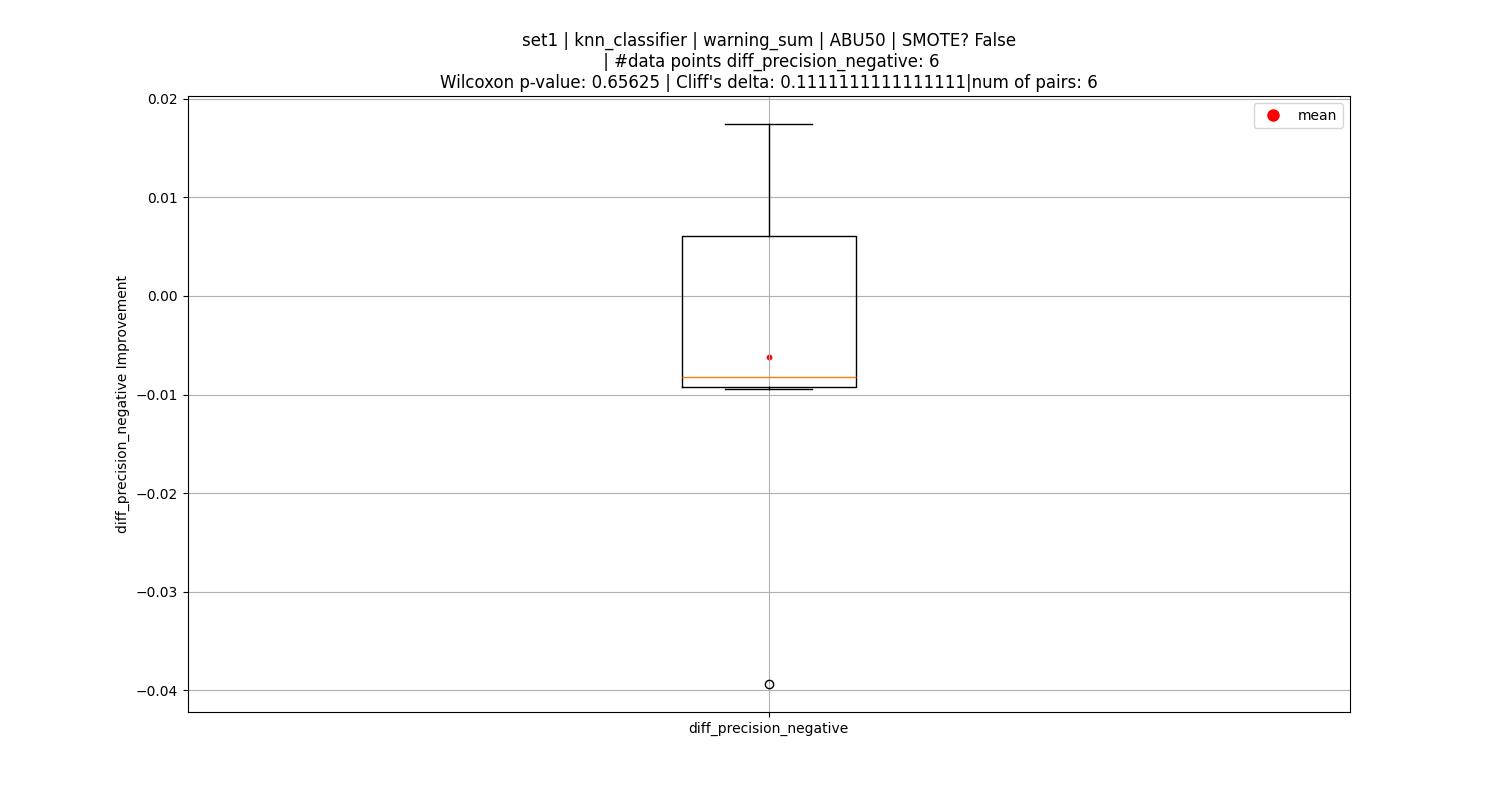 set1 | knn_classifier | warning_sum | ABU50 | SMOTE? False
| #data points diff_precision_negative: 6
Wilcoxon p-value: 0.65625 | Cliff's delta: 0.1111111111111111|num of pairs: 6
mean
diff_precision_negative Improvement
0.02
0.01
0.00
−0.01
−0.02
−0.03
−0.04
diff_precision_negative